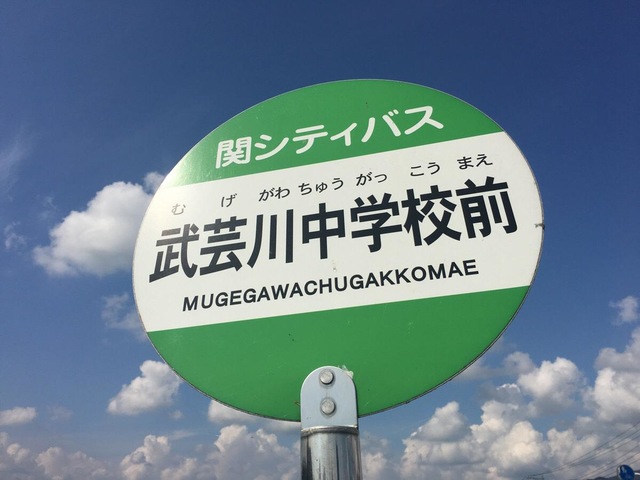 関シティバス
む げ がわ ちゅう がっ こう まえ
武芸川中学校前
MUGEGAWACHUGAKKOMAE